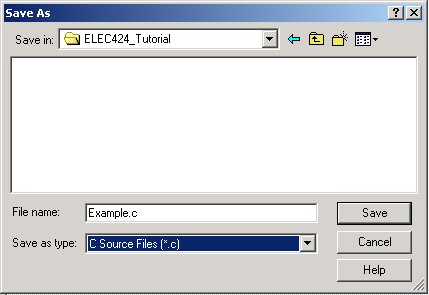 Save As
Save in: ELEC424_Tutorial
File name: Example.c
Save
Save as type: C Source Files (*.c)
Cancel
Help